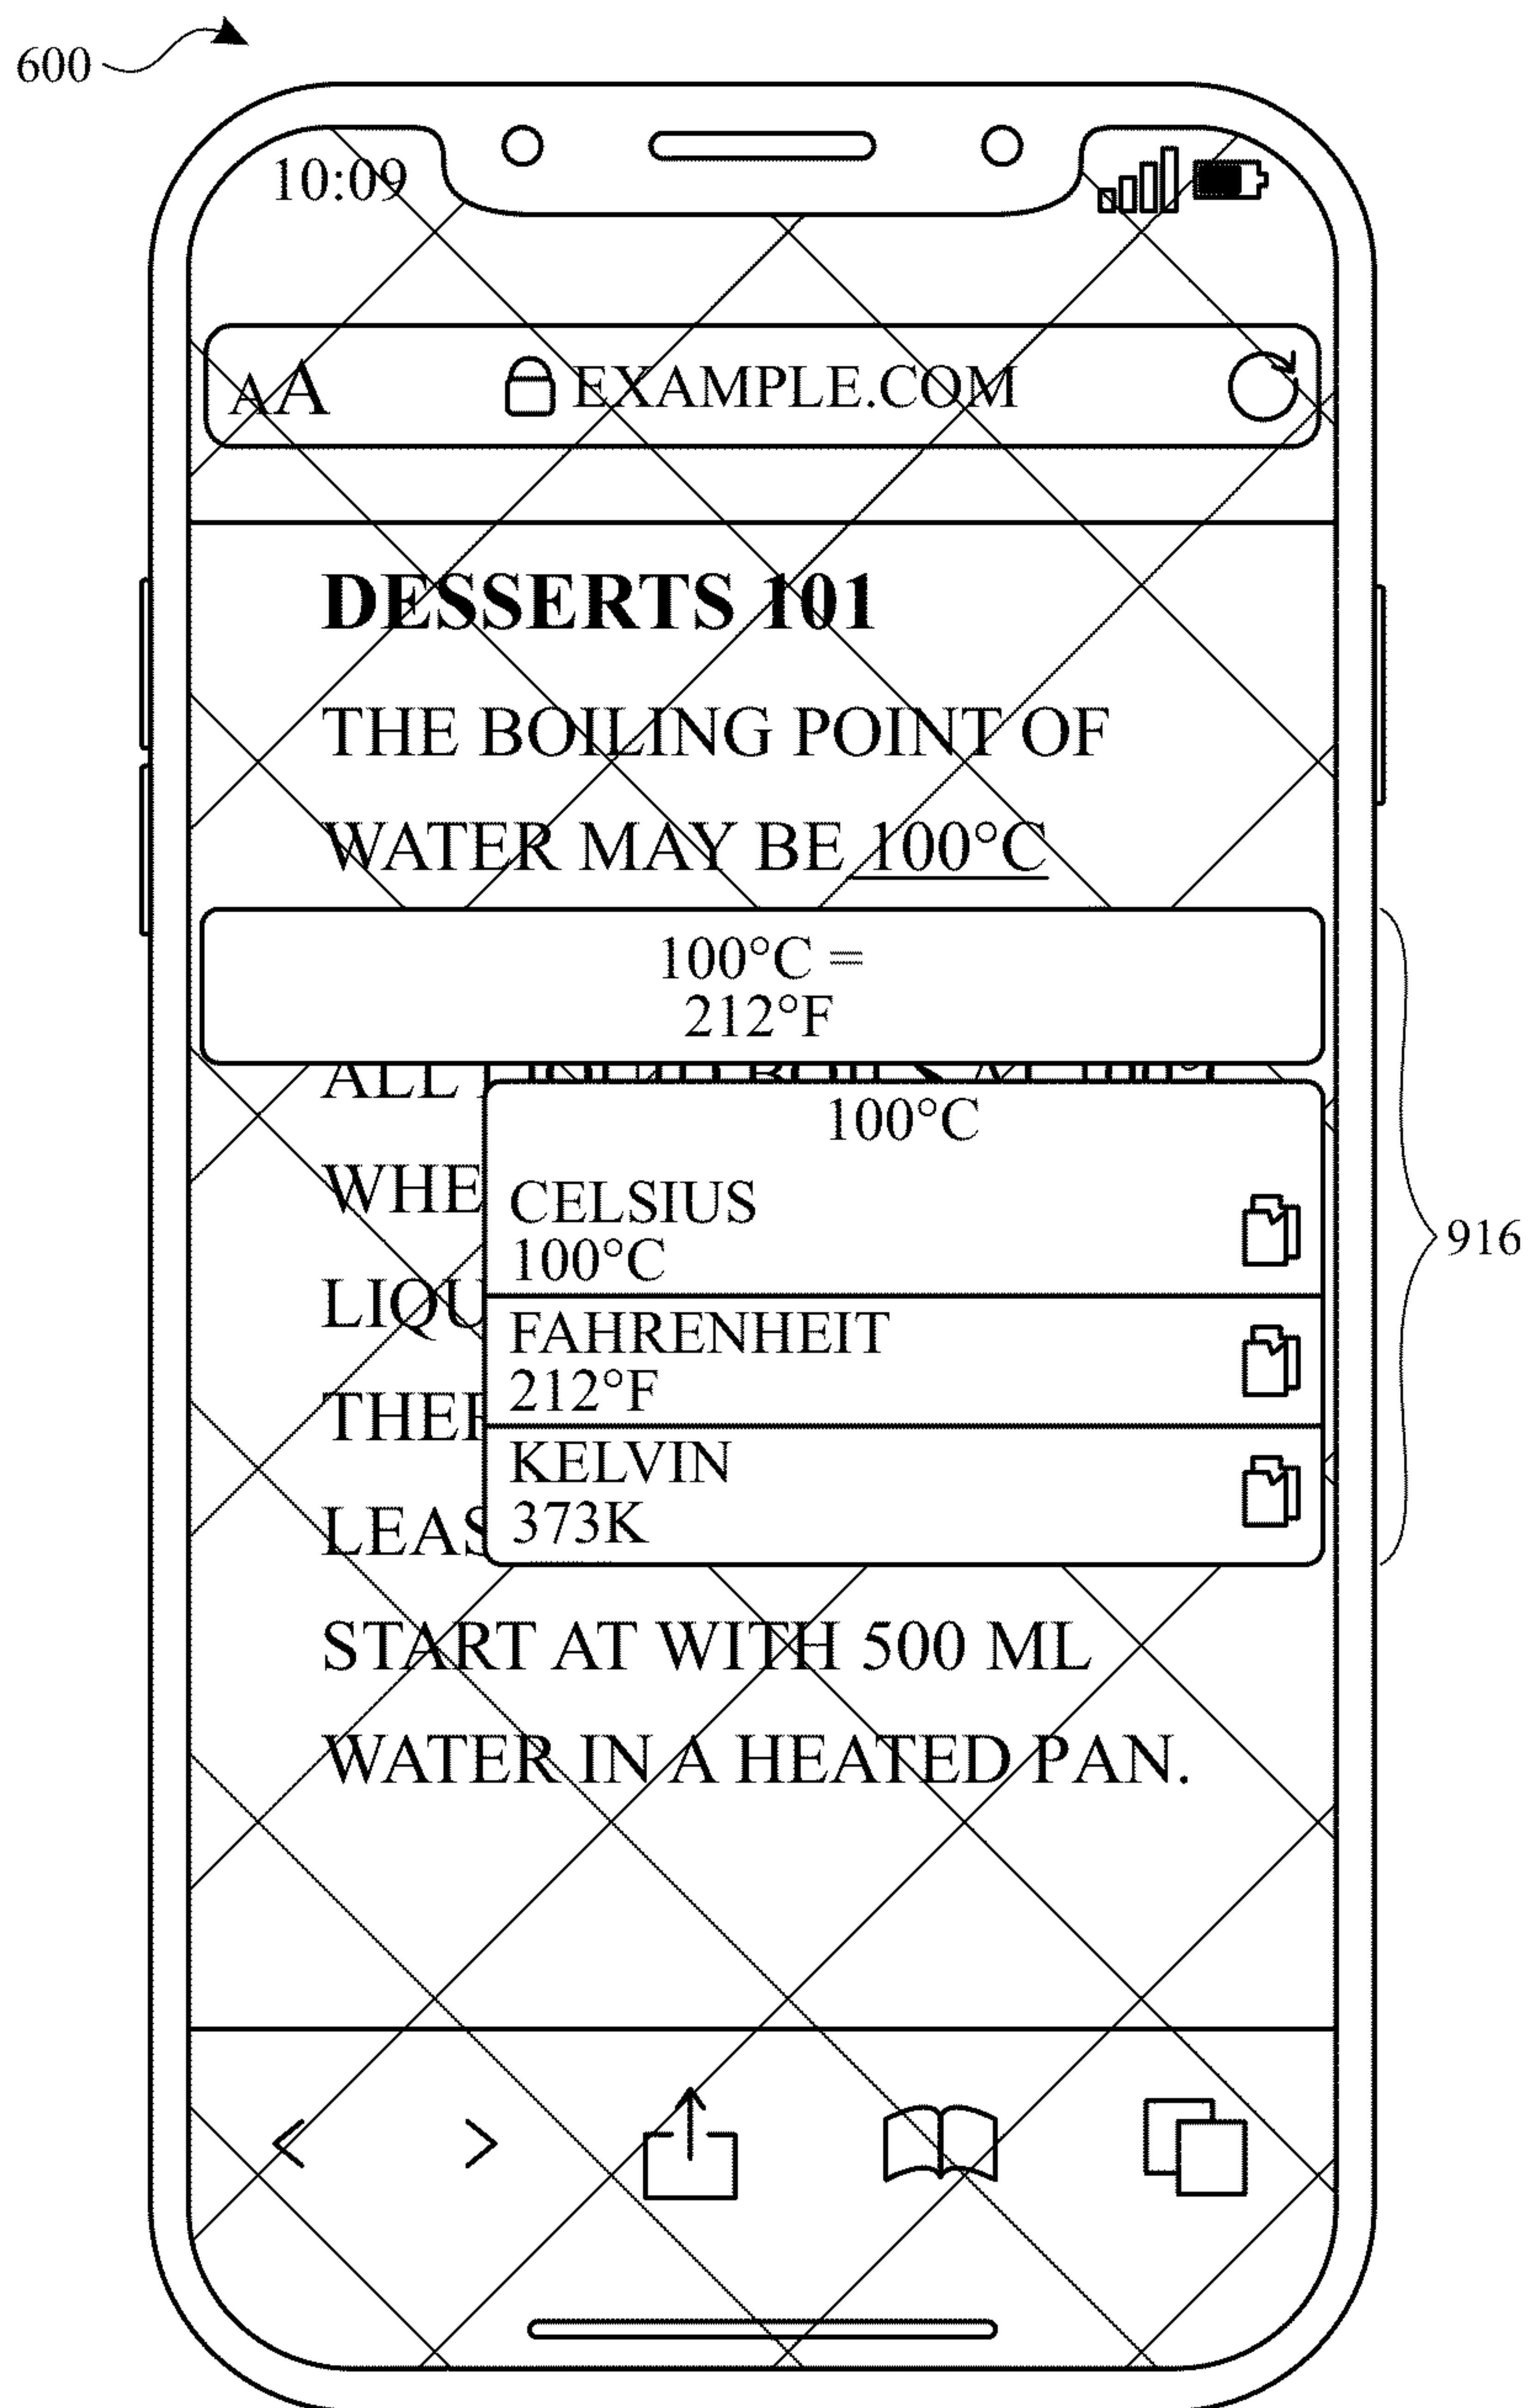 600
10:09
AA EXAMPLE.COM
DESSERTS 101
THE BOILING POINT OF
WATER MAY BE 100°C
100°C =
212°F
ALL
100°C
WHE
CELSIUS
100°C
LIQU
FAHRENHEIT
212°F
THE
KELVIN
373K
LEAS
916
START AT WITH 500 ML
WATER IN A HEATED PAN.